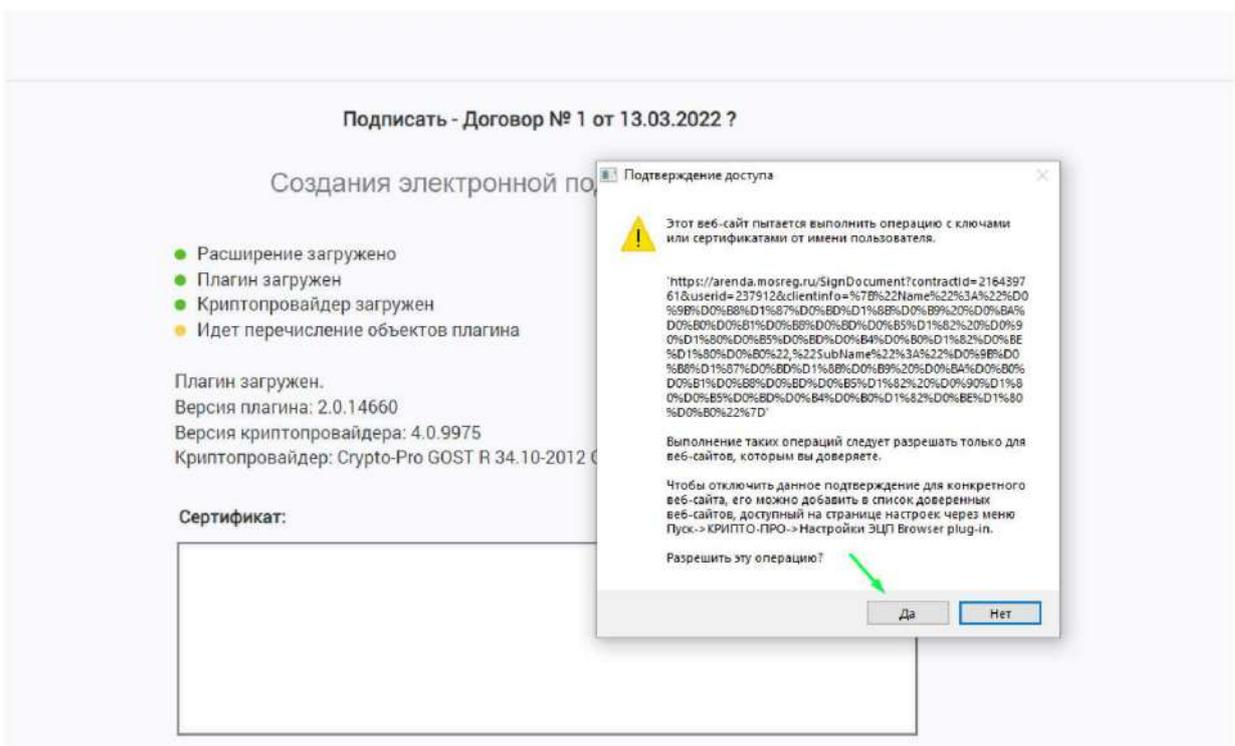 Подписать - Договор № 1 от 13.03.2022 ?
Создания электронной по
Расширение загружено
Плагин загружен
Криптопровайдер загружен
Идет перечисление объектов плагина
Плагин загружен.
Версия плагина: 2.0.14660
Версия криптопровайдера: 4.0.9975
Криптопровайдер: Crypto-Pro GOST R 34.10-2012
Сертификат:
Подтверждение доступа
Этот веб-сайт пытается выполнить операцию с ключами
или сертификатами от имени пользователя.
'https://arenda.mosreg.ru/SignDocument?contractId=2164397
61&userid=237912&clientinfo=%7B%22Name%22%3A%22%D0
%9B%D0%B8%D1%87%D0%BD%D1%8B%D0%B9%20%D0%BA%
D0%B0%D0%B1%D0%B8%D0%BD%D0%B5%D1%82%20%D0%9
0%D1%80%D0%B5%D0%BD%D0%B4%D0%B0%D1%82%D0%BE
%D1%80%D0%B0%22,%22SubName%22%3A%22%D0%9B%D0
%B8%D1%87%D0%BD%D1%8B%D0%B9%20%D0%BA%D0%B0%
D0%B1%D0%B8%D0%BD%D0%B5%D1%82%20%D0%90%D1%8
0%D0%B5%D0%BD%D0%B4%D0%B0%D1%82%D0%BE%D1%80
%D0%B0%22%7D'
Выполнение таких операций следует разрешать только для
веб-сайтов, которым вы доверяете.
Чтобы отключить данное подтверждение для конкретного
веб-сайта, его можно добавить в список доверенных
веб-сайтов, доступный на странице настроек через меню
Пуск->КРИПТО-ПРО->Настройки ЭЦП Browser plug-in.
Разрешить эту операцию?
Да
Нет